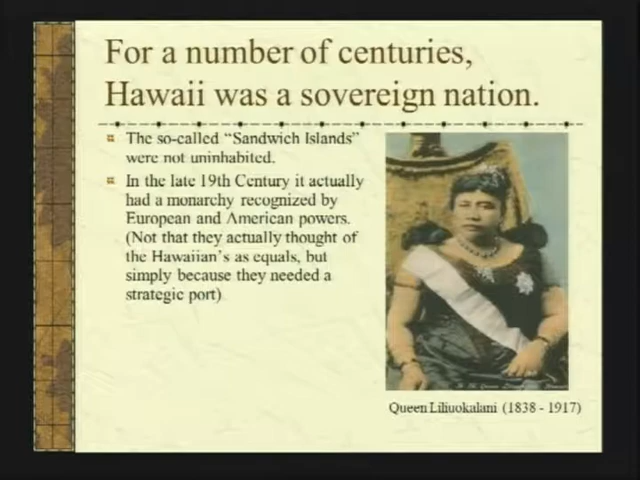 For a number of centuries,
Hawaii was a sovereign nation.
The so-called “Sandwich Islands”
were not uninhabited.
In the late 19th Century it actually
had a monarchy recognized by
European and American powers.
(Not that they actually thought of
the Hawaiian’s as equals, but
simply because they needed a
strategic port)
Queen Liliuokalani (1838 - 1917)